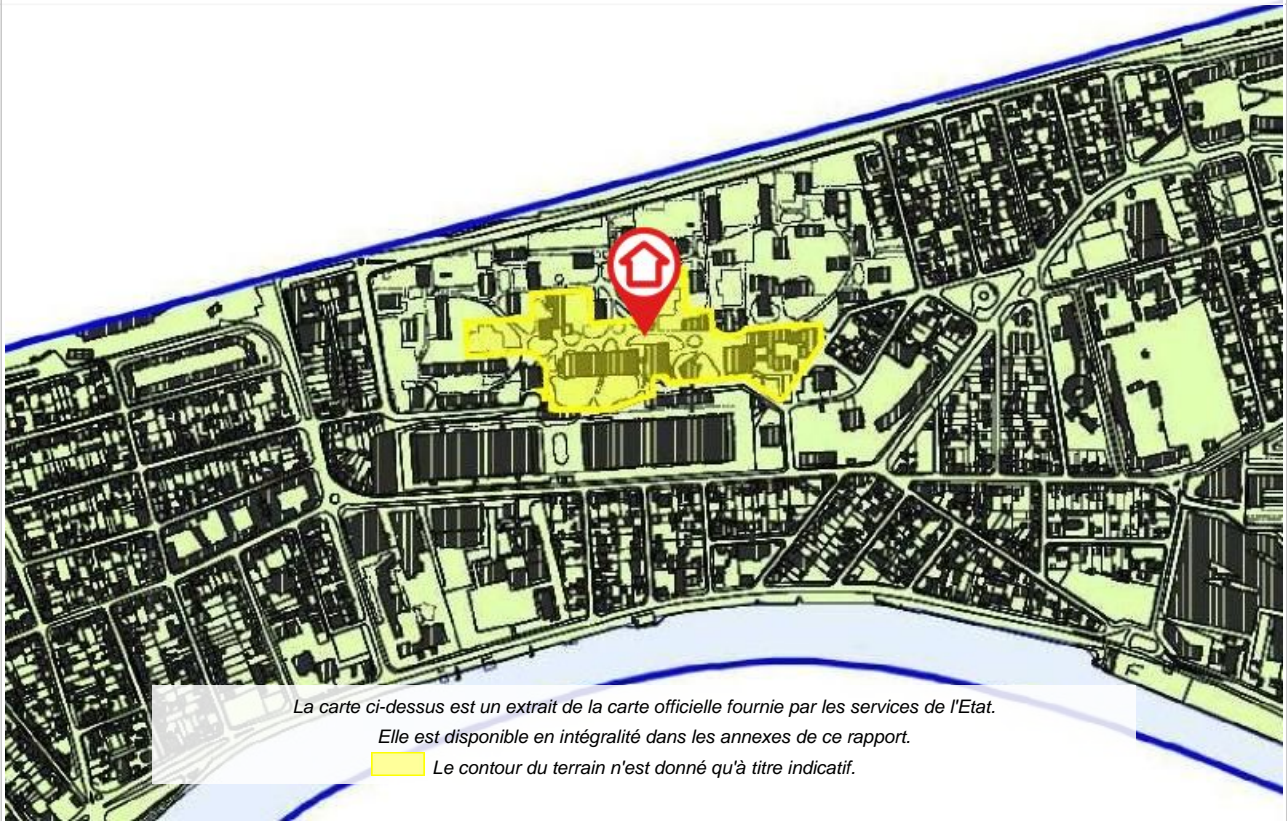 La carte ci-dessus est un extrait de la carte officielle fournie par les services de l'Etat.
Elle est disponible en intégralité dans les annexes de ce rapport.
Le contour du terrain n'est donné qu'à titre indicatif.